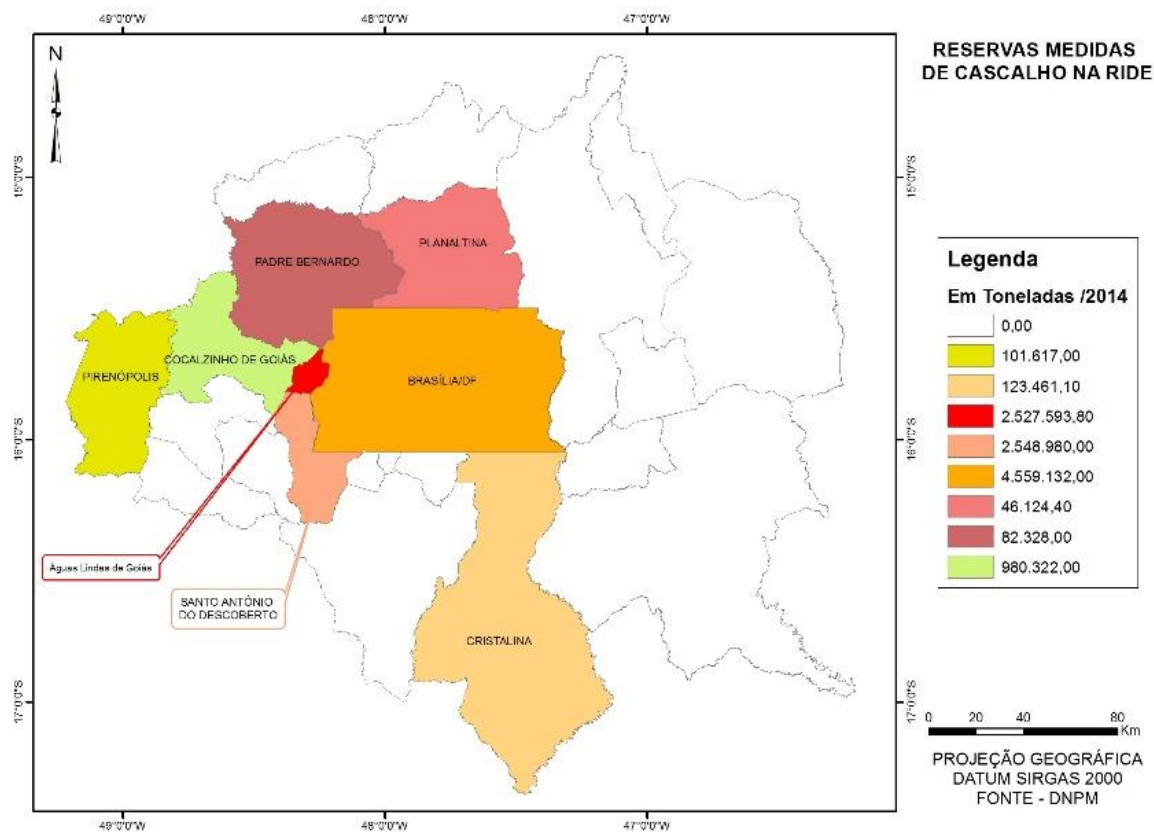 49°0'0"W
48°0'0"W
47°0'0"W
N
RESERVAS MEDIDAS
DE CASCALHO NA RIDE
15°0'0"S
15°0'0"S
PLANALTINA
PADRE BERNARDO
Legenda
Em Toneladas /2014
0,00
101.617,00
123.461,10
2.527.593,80
2.548.980,00
4.559.132,00
46.124,40
82.328,00
980.322,00
COCALZINHO DE GOIÁS
PIRENÓPOLIS
BRASÍLIA/DF
16°0'0"S
16°0'0"S
Águas Lindas de Goiás
SANTO ANTÔNIO
DO DESCOBERTO
CRISTALINA
17°0'0"S
17°0'0"S
0 20 40 80
Km
PROJEÇÃO GEOGRÁFICA
DATUM SIRGAS 2000
FONTE - DNPM
49°0'0"W
48°0'0"W
47°0'0"W